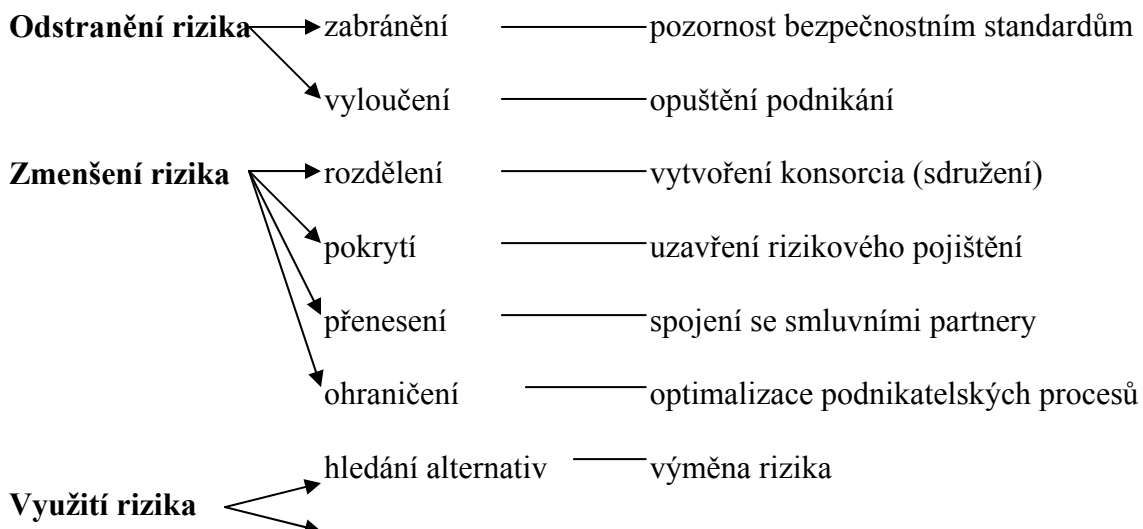 Odstranění rizika zabránění pozornost bezpečnostním standardům
vyloučení opuštění podnikání
Zmenšení rizika rozdělení vytvoření konsorcia (sdružení)
pokrytí uzavření rizikového pojištění
přenesení spojení se smluvními partnery
ohraničení optimalizace podnikatelských procesů
hledání alternativ výměna rizika
Využití rizika